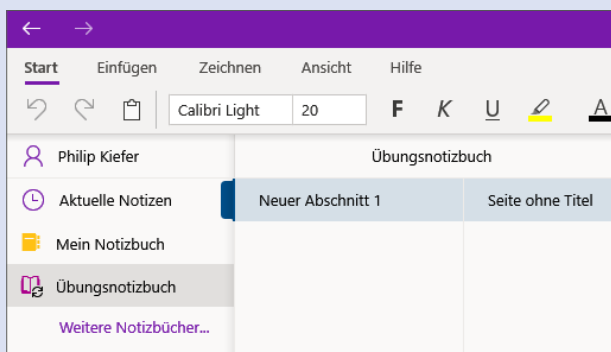 Start Einfügen Zeichnen Ansicht Hilfe
Calibri Light 20 F K U A
Philip Kiefer Übungsnotizbuch
Aktuelle Notizen Neuer Abschnitt 1 Seite ohne Titel
Mein Notizbuch
Übungsnotizbuch
Weitere Notizbücher...